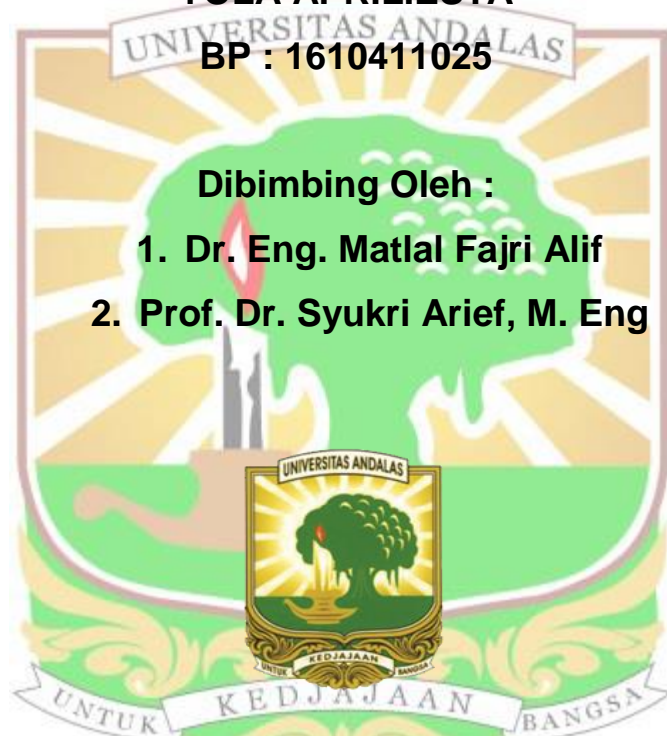 UNIVERSITAS ANDALAS
BP : 1610411025
Dibimbing Oleh :
1. Dr. Eng. Matlal Fajri Alif
2. Prof. Dr. Syukri Arief, M. Eng
UNIVERSITAS ANDALAS
UNTUK KEDJAJAAN BANGSA
UNTUK KEDJAJAAN BANGSA